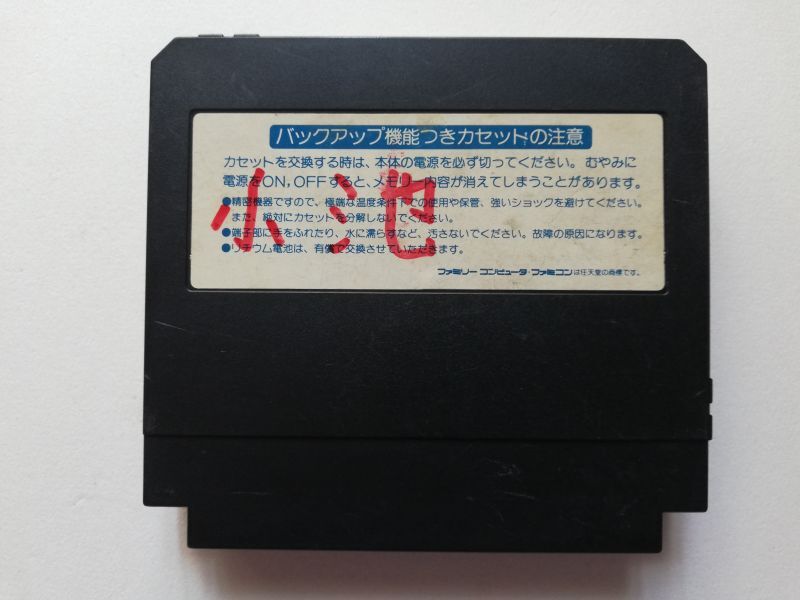 バックアップ機能つきカセットの注意
カセットを交換する時は、本体の電源を必ず切ってください。むやみに
電源をON,OFFすると、メモリー内容が消えてしまうことがあります。
●精密機器ですので、極端な温度条件下での使用や保管、強いショックを避けてください。
また、絶対にカセットを分解しないでください。
●端子部に手をふれたり、水に濡らすなど、汚さないでください。故障の原因になります。
●リチウム電池は、有償で交換させていただきます。
ファミリーコンピュータ・ファミコンは任天堂の商標です。
小池